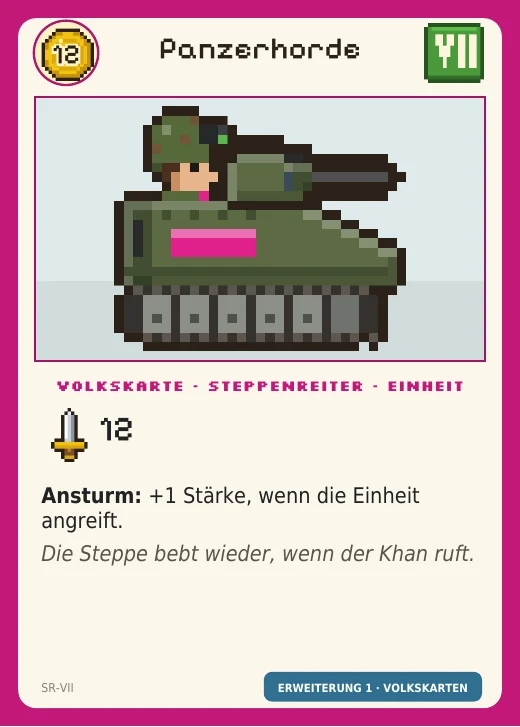 12
Panzerhorde
VII
VOLKSKARTE - STEPPENREITER - EINHEIT
12
Ansturm: +1 Stärke, wenn die Einheit
angreift.
Die Steppe bebt wieder, wenn der Khan ruft.
SR-VII
ERWEITERUNG 1 · VOLKSKARTEN